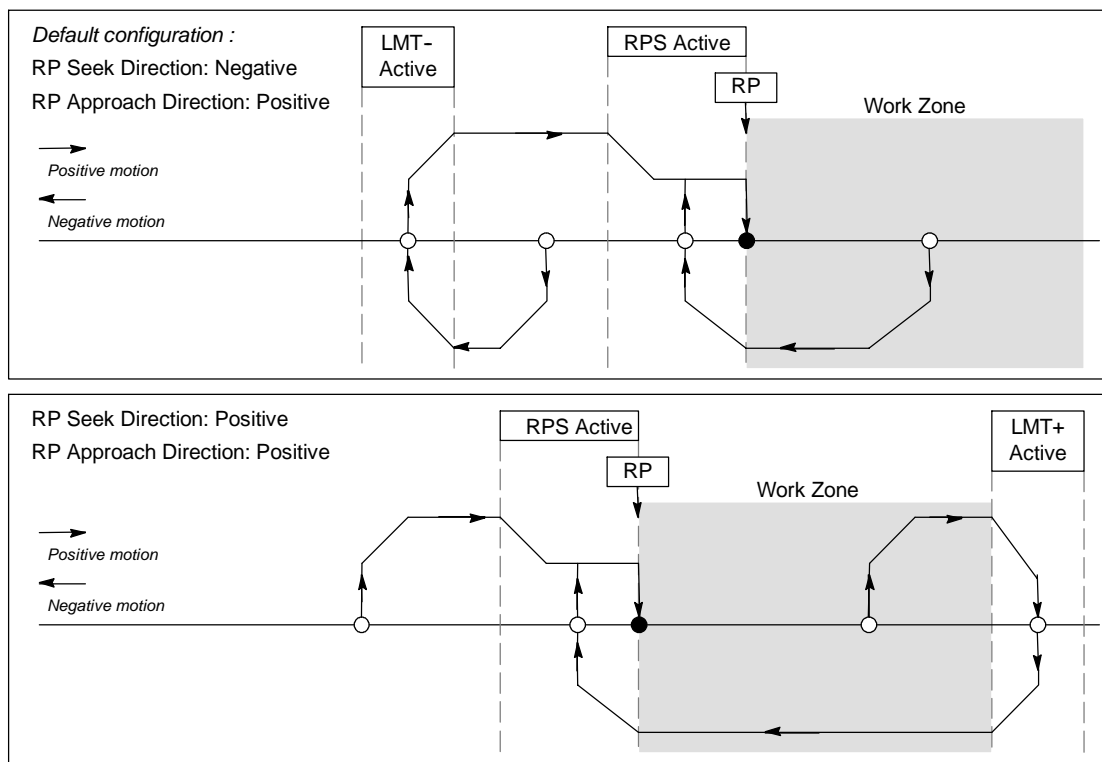 Default configuration :
RP Seek Direction: Negative
RP Approach Direction: Positive
Positive motion
Negative motion
LMT-
Active
RPS Active
RP
Work Zone
RP Seek Direction: Positive
RP Approach Direction: Positive
Positive motion
Negative motion
RPS Active
RP
Work Zone
LMT+
Active